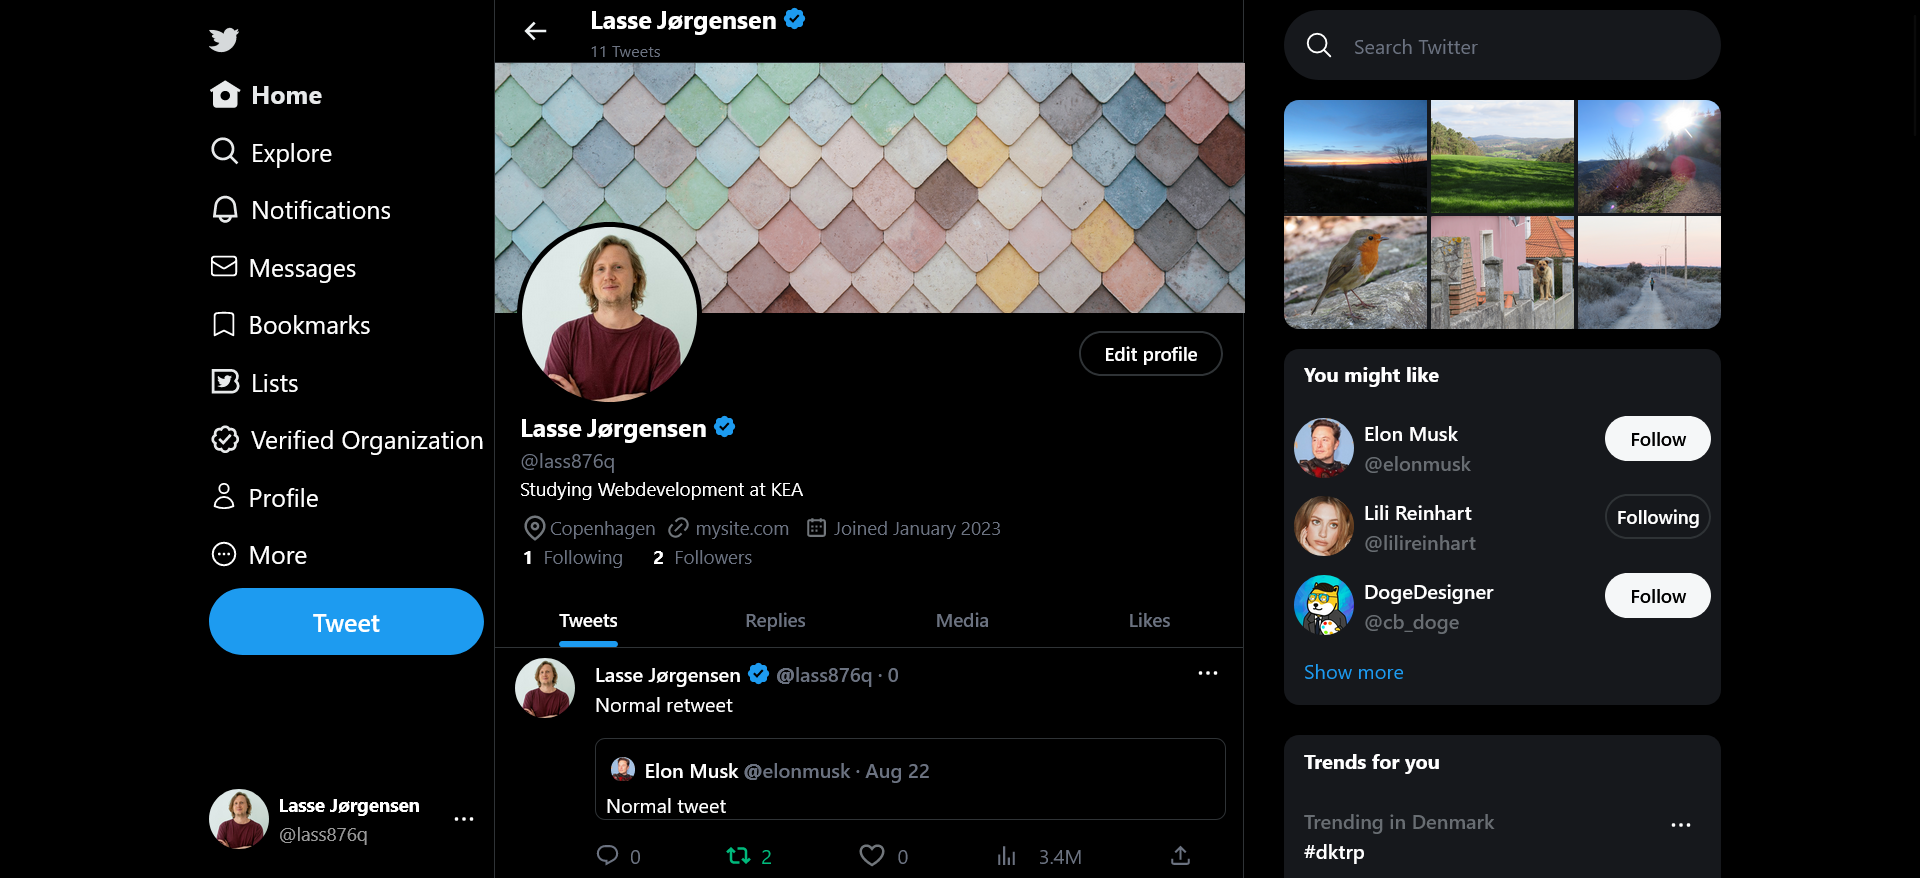 Home
Explore
Notifications
Messages
Bookmarks
Lists
Verified Organization
Profile
More
Tweet
Lasse Jørgensen
@lass876q
Lasse Jørgensen
11 Tweets
Edit profile
Lasse Jørgensen
@lass876q
Studying Webdevelopment at KEA
Copenhagen mysite.com Joined January 2023
1 Following 2 Followers
Tweets Replies Media Likes
Lasse Jørgensen @lass876q · 0
Normal retweet
Elon Musk @elonmusk · Aug 22
Normal tweet
0 2 0 3.4M
Search Twitter
You might like
Elon Musk
@elonmusk
Follow
Lili Reinhart
@lilireinhart
Following
DogeDesigner
@cb_doge
Follow
Show more
Trends for you
Trending in Denmark
#dktrp